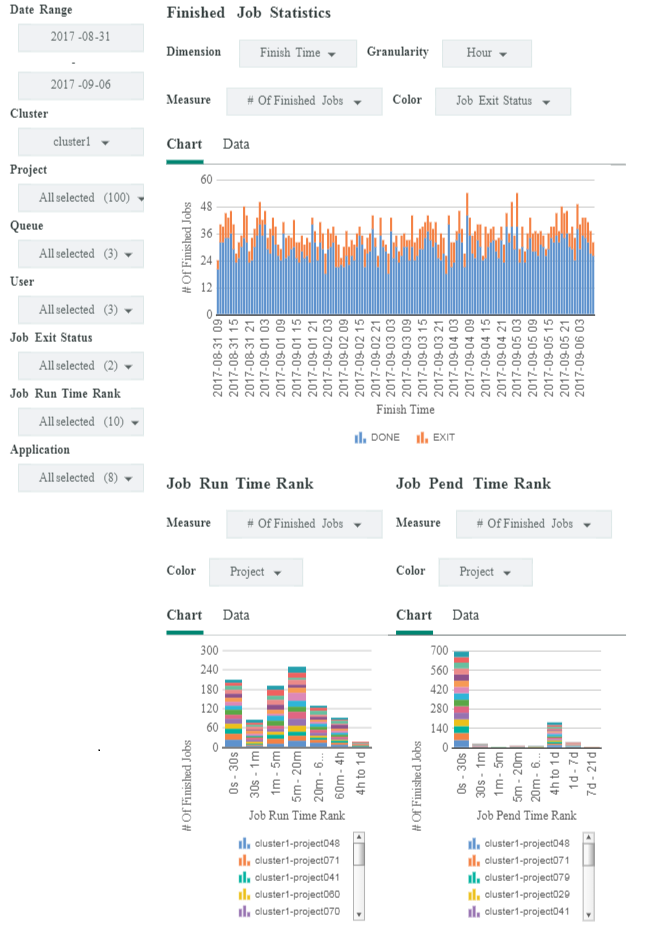 Date Range
2017 -08-31
-
2017 -09-06
Cluster
cluster1
Project
All selected (100)
Queue
All selected (3)
User
All selected (3)
Job Exit Status
All selected (2)
Job Run Time Rank
All selected (10)
Application
All selected (8)
Finished Job Statistics
Dimension Finish Time Granularity Hour
Measure # Of Finished Jobs Color Job Exit Status
Chart Data
# Of Finished Jobs
60
48
36
24
12
0
2017-08-31 09
2017-08-31 15
2017-08-31 21
2017-09-01 03
2017-09-01 09
2017-09-01 15
2017-09-01 21
2017-09-02 03
2017-09-02 09
2017-09-02 15
2017-09-02 21
2017-09-03 03
2017-09-03 09
2017-09-03 15
2017-09-03 21
2017-09-04 03
2017-09-04 09
2017-09-04 15
2017-09-04 21
2017-09-05 03
2017-09-05 09
2017-09-05 15
2017-09-05 21
2017-09-06 03
Finish Time
DONE EXIT
Job Run Time Rank
Measure # Of Finished Jobs
Color Project
Chart Data
# Of Finished Jobs
300
240
180
120
60
0
0s - 30s
30s - 1m
1m - 5m
5m - 20m
20m - 6...
60m - 4h
4h to 1d
Job Run Time Rank
cluster1-project048
cluster1-project071
cluster1-project041
cluster1-project060
cluster1-project070
Job Pend Time Rank
Measure # Of Finished Jobs
Color Project
Chart Data
# Of Finished Jobs
700
560
420
280
140
0
0s - 30s
30s - 1m
1m - 5m
5m - 20m
20m - 6...
4h to 1d
1d - 7d
7d - 21d
Job Pend Time Rank
cluster1-project048
cluster1-project071
cluster1-project079
cluster1-project029
cluster1-project041